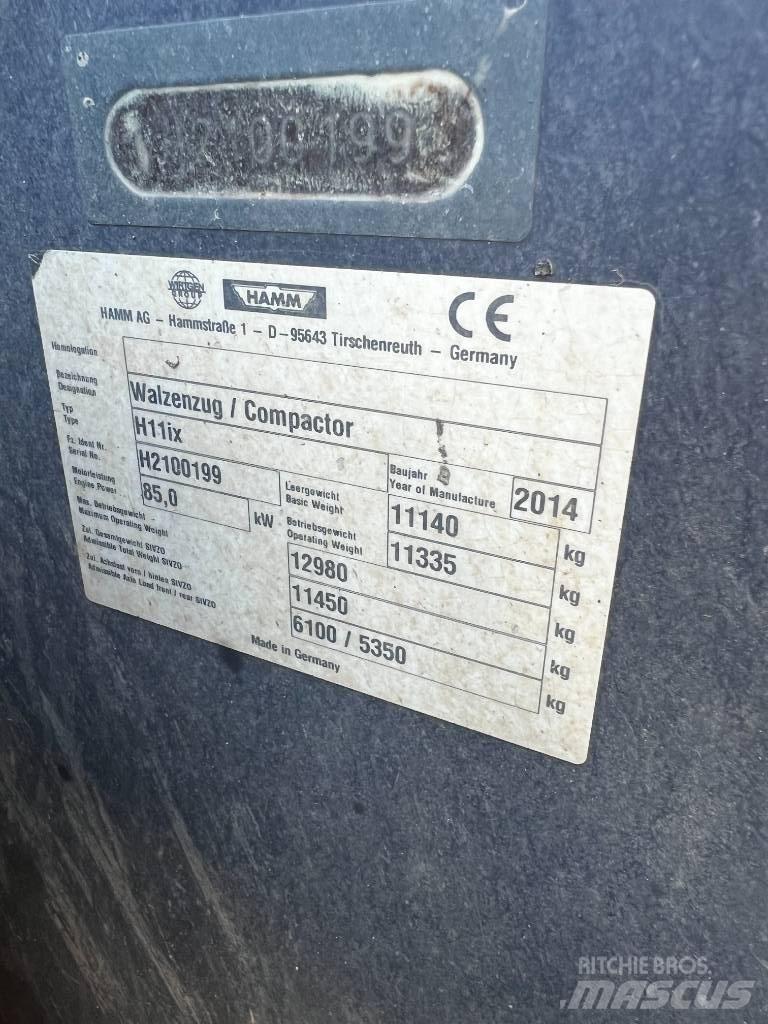 H2100199
WIRTGEN GROUP
HAMM
CE
HAMM AG – Hammstraße 1 – D–95643 Tirschenreuth – Germany
Homologation
Bezeichnung
Designation
Walzenzug / Compactor
Typ
Type
H11ix
Baujahr
Year of Manufacture
2014
Fz. Ident Nr.
Serial No.
H2100199
Leergewicht
Basic Weight
11140
kg
Motorleistung
Engine Power
85,0
kW
Betriebsgewicht
Operating Weight
11335
kg
Max. Betriebsgewicht
Maximum Operating Weight
12980
kg
Zul. Gesamtgewicht StVZO
Admissible Total Weight StVZO
11450
kg
Zul. Achslast vorn / hinten StVZO
Admissible Axle Load front / rear StVZO
6100 / 5350
kg
Made in Germany
RITCHIE BROS.
MASCUS